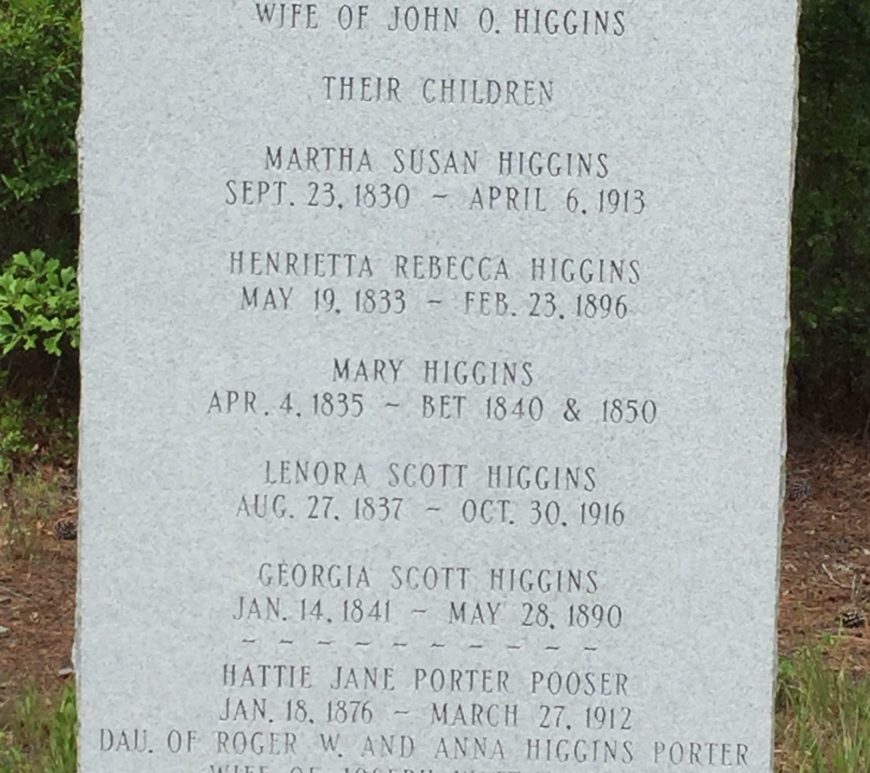 WIFE OF JOHN O. HIGGINS
THEIR CHILDREN
MARTHA SUSAN HIGGINS
SEPT. 23, 1830 ~ APRIL 6, 1913
HENRIETTA REBECCA HIGGINS
MAY 19, 1833 ~ FEB. 23, 1896
MARY HIGGINS
APR. 4, 1835 ~ BET 1840 & 1850
LENORA SCOTT HIGGINS
AUG. 27, 1837 ~ OCT. 30, 1916
GEORGIA SCOTT HIGGINS
JAN. 14, 1841 ~ MAY 28, 1890
~ ~ ~ ~ ~ ~ ~ ~ ~ ~
HATTIE JANE PORTER POOSER
JAN. 18, 1876 ~ MARCH 27, 1912
DAU. OF ROGER W. AND ANNA HIGGINS PORTER
WIFE OF JOSEPH